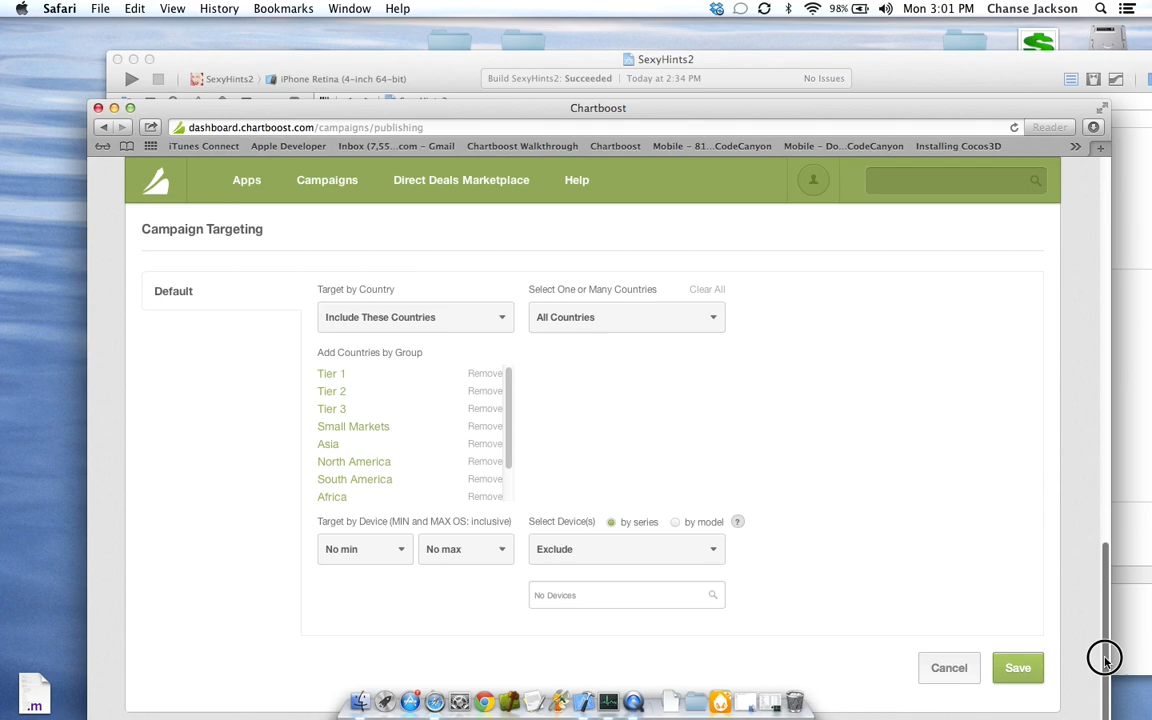 Safari File Edit View History Bookmarks Window Help 98% Mon 3:01 PM Chanse Jackson
SexyHints2
SexyHints2 iPhone Retina (4-inch 64-bit) Build SexyHints2: Succeeded Today at 2:34 PM No Issues
Chartboost
dashboard.chartboost.com/campaigns/publishing Reader
iTunes Connect Apple Developer Inbox (7,55...com – Gmail Chartboost Walkthrough Chartboost Mobile – 81...CodeCanyon Mobile – Do...CodeCanyon Installing Cocos3D
Apps Campaigns Direct Deals Marketplace Help
Campaign Targeting
Default
Target by Country Select One or Many Countries Clear All
Include These Countries All Countries
Add Countries by Group
Tier 1 Remove
Tier 2 Remove
Tier 3 Remove
Small Markets Remove
Asia Remove
North America Remove
South America Remove
Africa Remove
Target by Device (MIN and MAX OS: inclusive) Select Device(s) by series by model ?
No min No max Exclude
No Devices
Cancel Save
.m